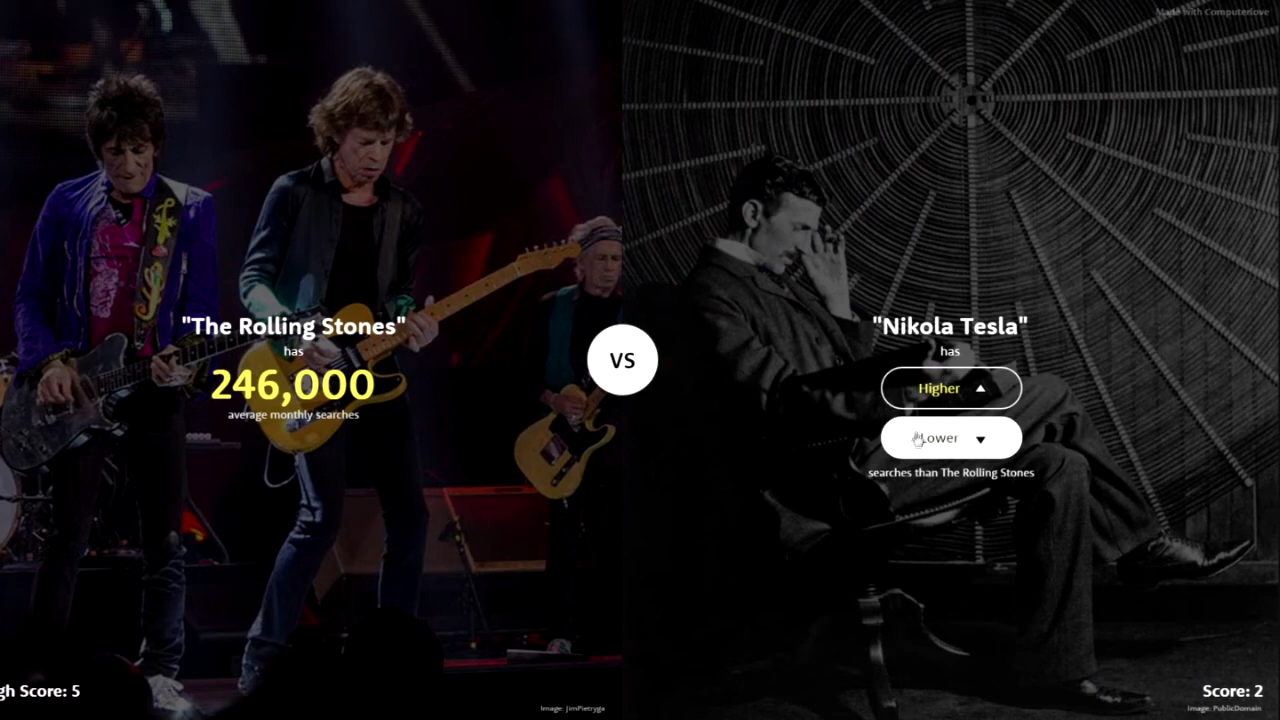 Made with Computerlove
"The Rolling Stones"
has
246,000
average monthly searches
VS
"Nikola Tesla"
has
Higher
Lower
searches than The Rolling Stones
gh Score: 5
Image: JimPietryga
Score: 2
Image: PublicDomain